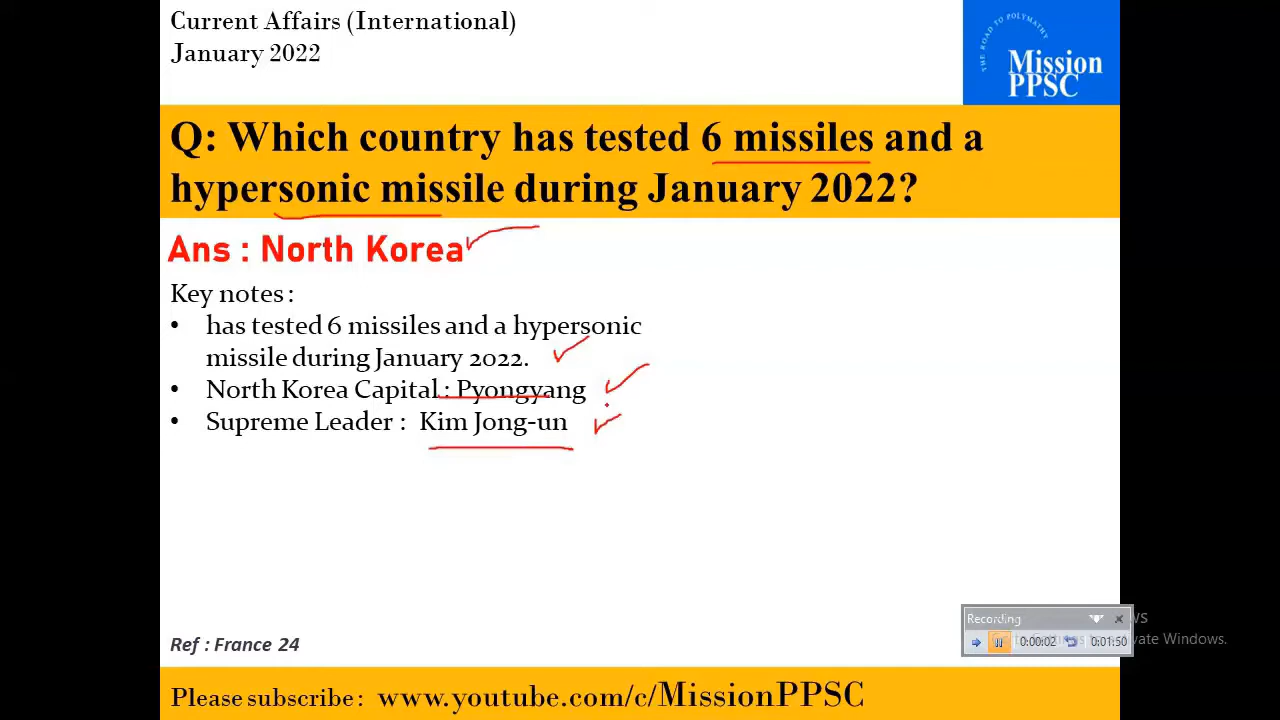 Current Affairs (International)
January 2022
THE ROAD TO POLYMATHY
Mission
PPSC
Q: Which country has tested 6 missiles and a
hypersonic missile during January 2022?
Ans : North Korea
Key notes :
• has tested 6 missiles and a hypersonic
missile during January 2022.
• North Korea Capital : Pyongyang
• Supreme Leader : Kim Jong-un
Ref : France 24
Recording
0:00:02 0:01:50
vate Windows.
Please subscribe : www.youtube.com/c/MissionPPSC